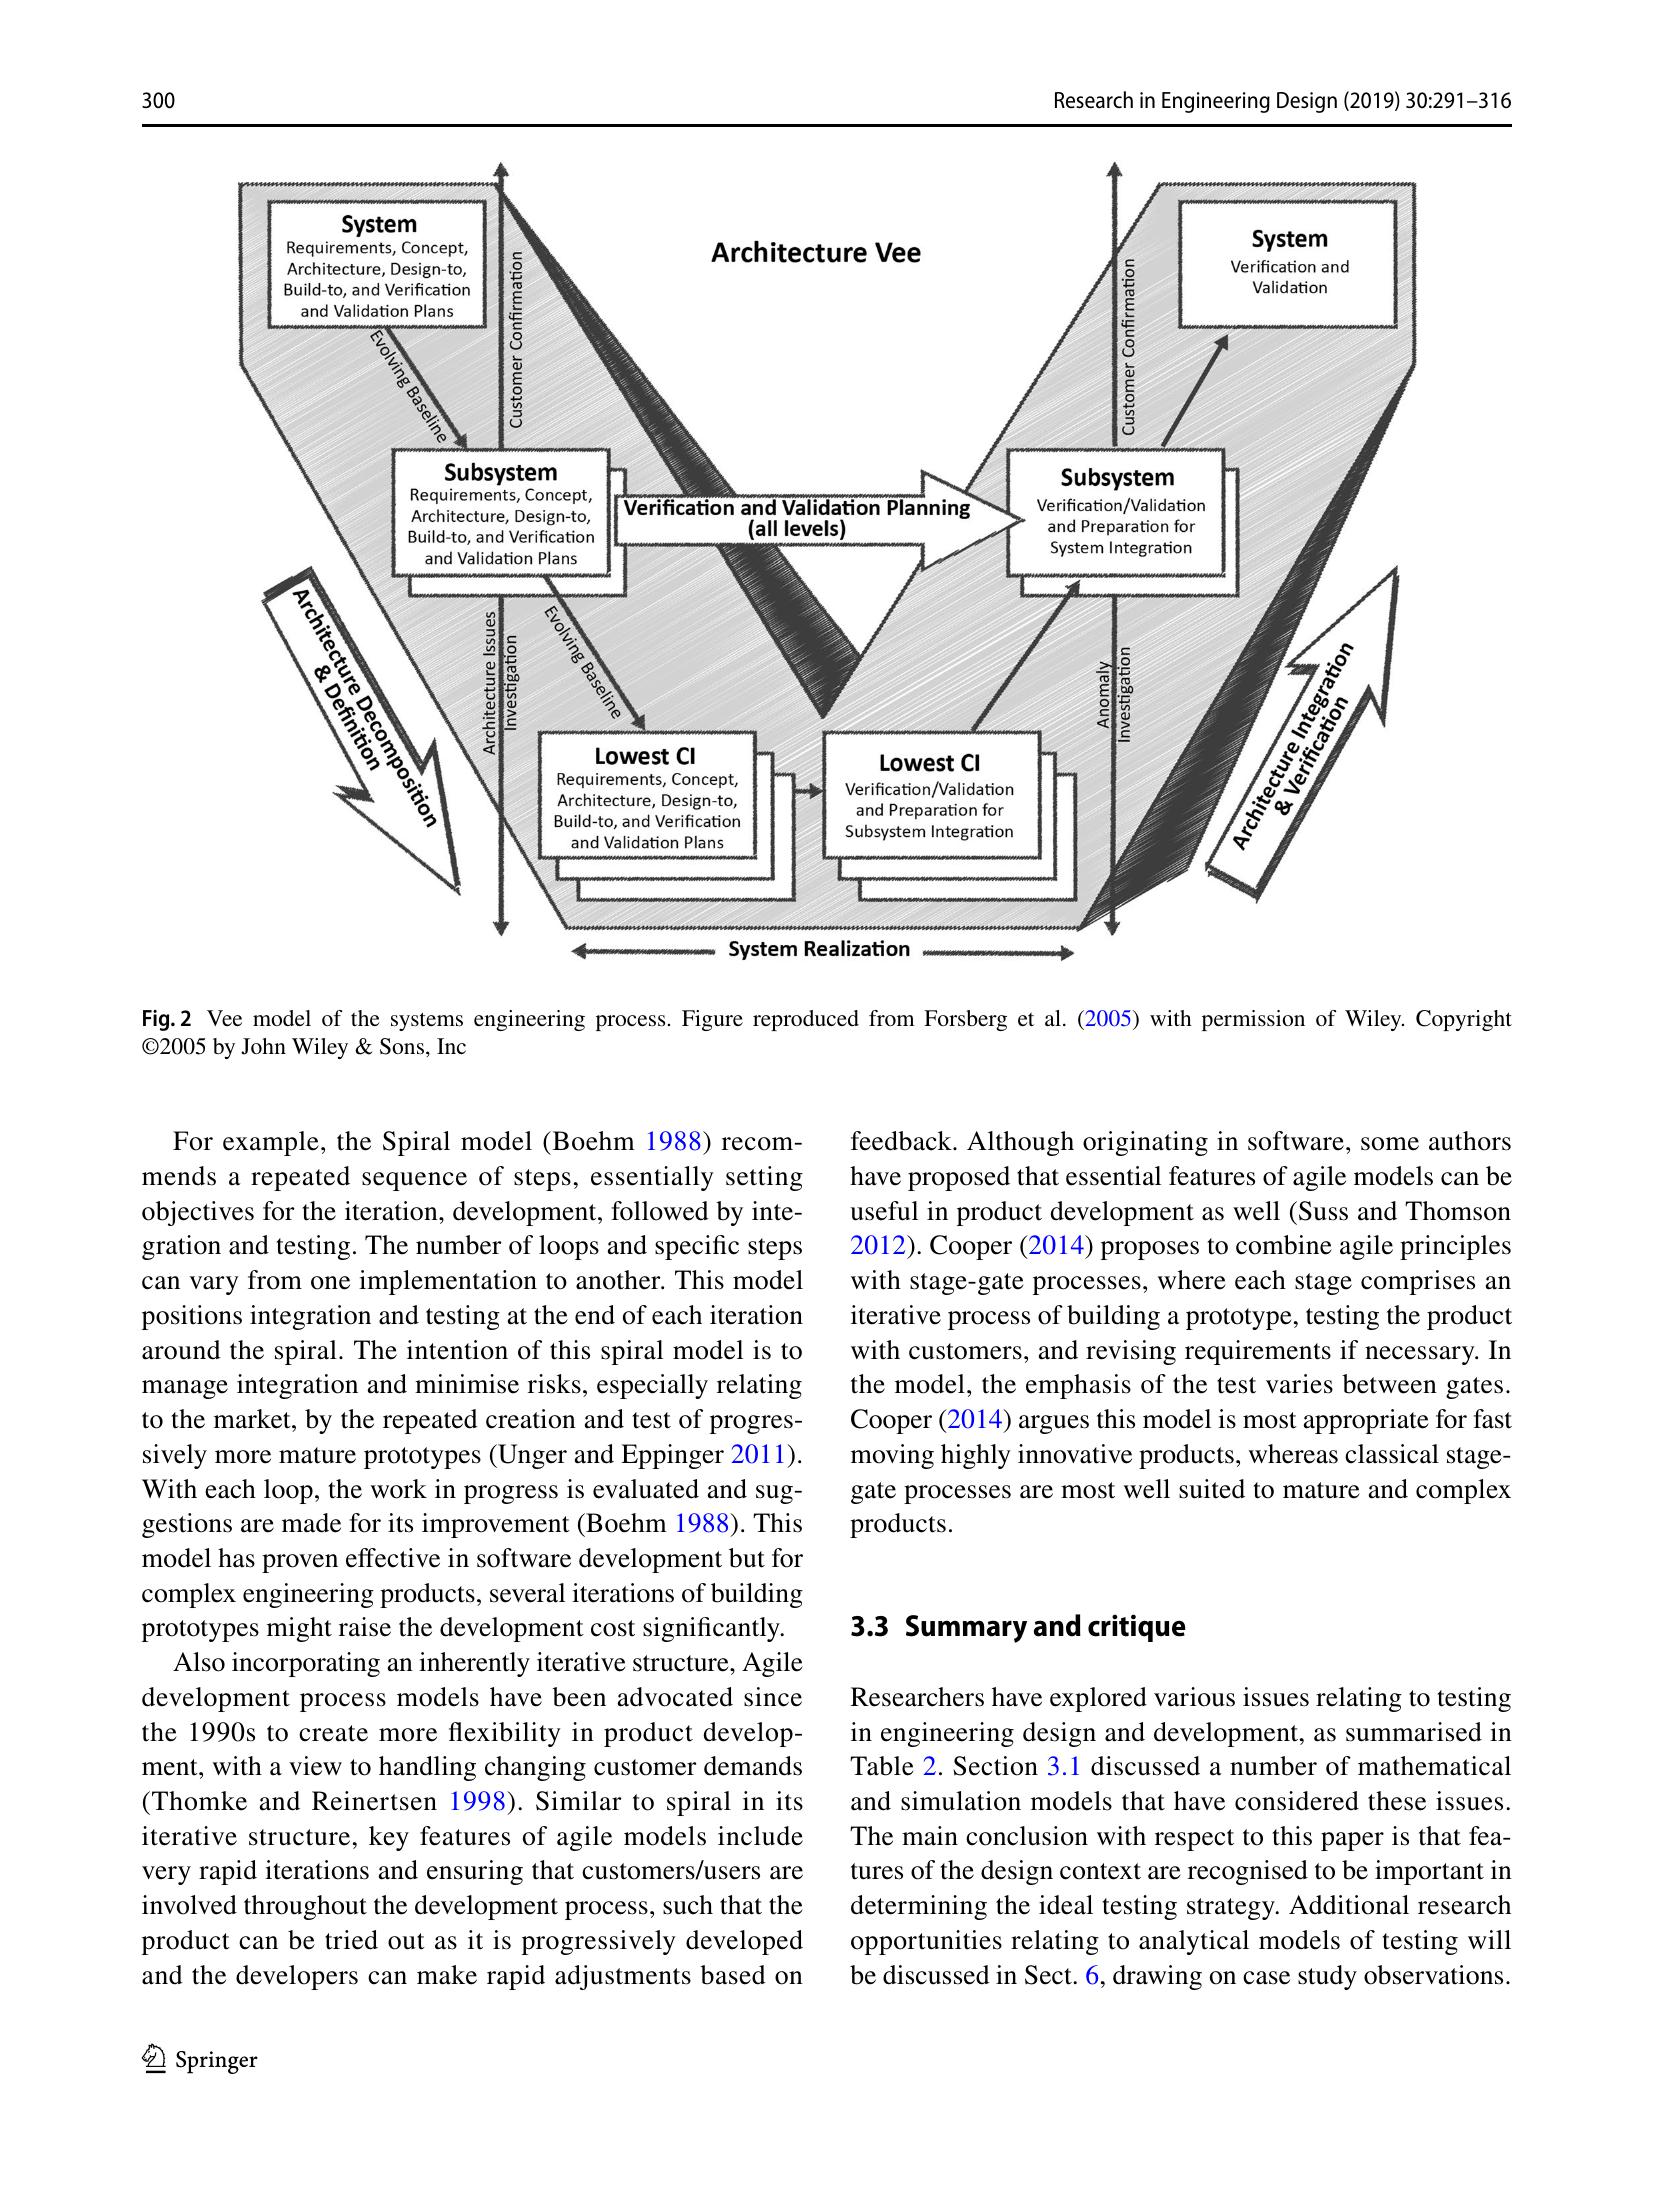 300
Research in Engineering Design (2019) 30:291–316
Architecture Vee
System
Requirements, Concept,
Architecture, Design-to,
Build-to, and Verification
and Validation Plans
Evolving Baseline
Customer Confirmation
Subsystem
Requirements, Concept,
Architecture, Design-to,
Build-to, and Verification
and Validation Plans
Architecture Issues
Investigation
Evolving Baseline
Lowest CI
Requirements, Concept,
Architecture, Design-to,
Build-to, and Verification
and Validation Plans
Architecture Decomposition
& Definition
Verification and Validation Planning
(all levels)
System
Verification and
Validation
Customer Confirmation
Subsystem
Verification/Validation
and Preparation for
System Integration
Anomaly
Investigation
Lowest CI
Verification/Validation
and Preparation for
Subsystem Integration
Architecture Integration
& Verification
System Realization
Fig. 2 Vee model of the systems engineering process. Figure reproduced from Forsberg et al. (2005) with permission of Wiley. Copyright
©2005 by John Wiley & Sons, Inc
For example, the Spiral model (Boehm 1988) recom-
mends a repeated sequence of steps, essentially setting
objectives for the iteration, development, followed by inte-
gration and testing. The number of loops and specific steps
can vary from one implementation to another. This model
positions integration and testing at the end of each iteration
around the spiral. The intention of this spiral model is to
manage integration and minimise risks, especially relating
to the market, by the repeated creation and test of progres-
sively more mature prototypes (Unger and Eppinger 2011).
With each loop, the work in progress is evaluated and sug-
gestions are made for its improvement (Boehm 1988). This
model has proven effective in software development but for
complex engineering products, several iterations of building
prototypes might raise the development cost significantly.
Also incorporating an inherently iterative structure, Agile
development process models have been advocated since
the 1990s to create more flexibility in product develop-
ment, with a view to handling changing customer demands
(Thomke and Reinertsen 1998). Similar to spiral in its
iterative structure, key features of agile models include
very rapid iterations and ensuring that customers/users are
involved throughout the development process, such that the
product can be tried out as it is progressively developed
and the developers can make rapid adjustments based on
feedback. Although originating in software, some authors
have proposed that essential features of agile models can be
useful in product development as well (Suss and Thomson
2012). Cooper (2014) proposes to combine agile principles
with stage-gate processes, where each stage comprises an
iterative process of building a prototype, testing the product
with customers, and revising requirements if necessary. In
the model, the emphasis of the test varies between gates.
Cooper (2014) argues this model is most appropriate for fast
moving highly innovative products, whereas classical stage-
gate processes are most well suited to mature and complex
products.
3.3 Summary and critique
Researchers have explored various issues relating to testing
in engineering design and development, as summarised in
Table 2. Section 3.1 discussed a number of mathematical
and simulation models that have considered these issues.
The main conclusion with respect to this paper is that fea-
tures of the design context are recognised to be important in
determining the ideal testing strategy. Additional research
opportunities relating to analytical models of testing will
be discussed in Sect. 6, drawing on case study observations.
Springer